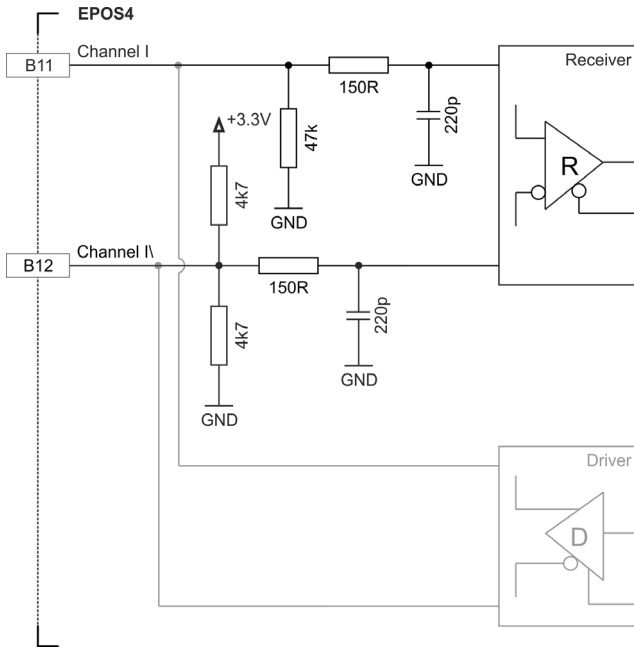 EPOS4
B11
Channel I
Receiver
150R
220p
+3.3V
47k
GND
4k7
GND
R
B12
Channel I\
150R
220p
4k7
GND
GND
Driver
D